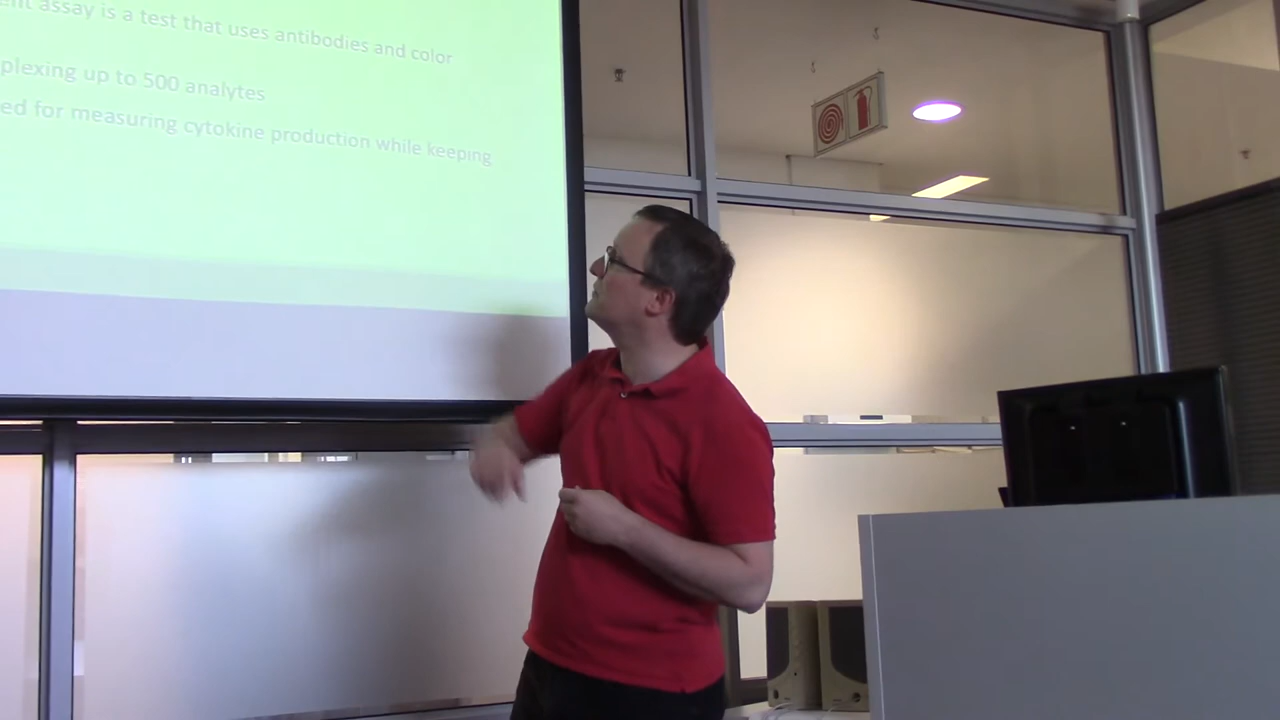 assay is a test that uses antibodies and color
plexing up to 500 analytes
ed for measuring cytokine production while keeping